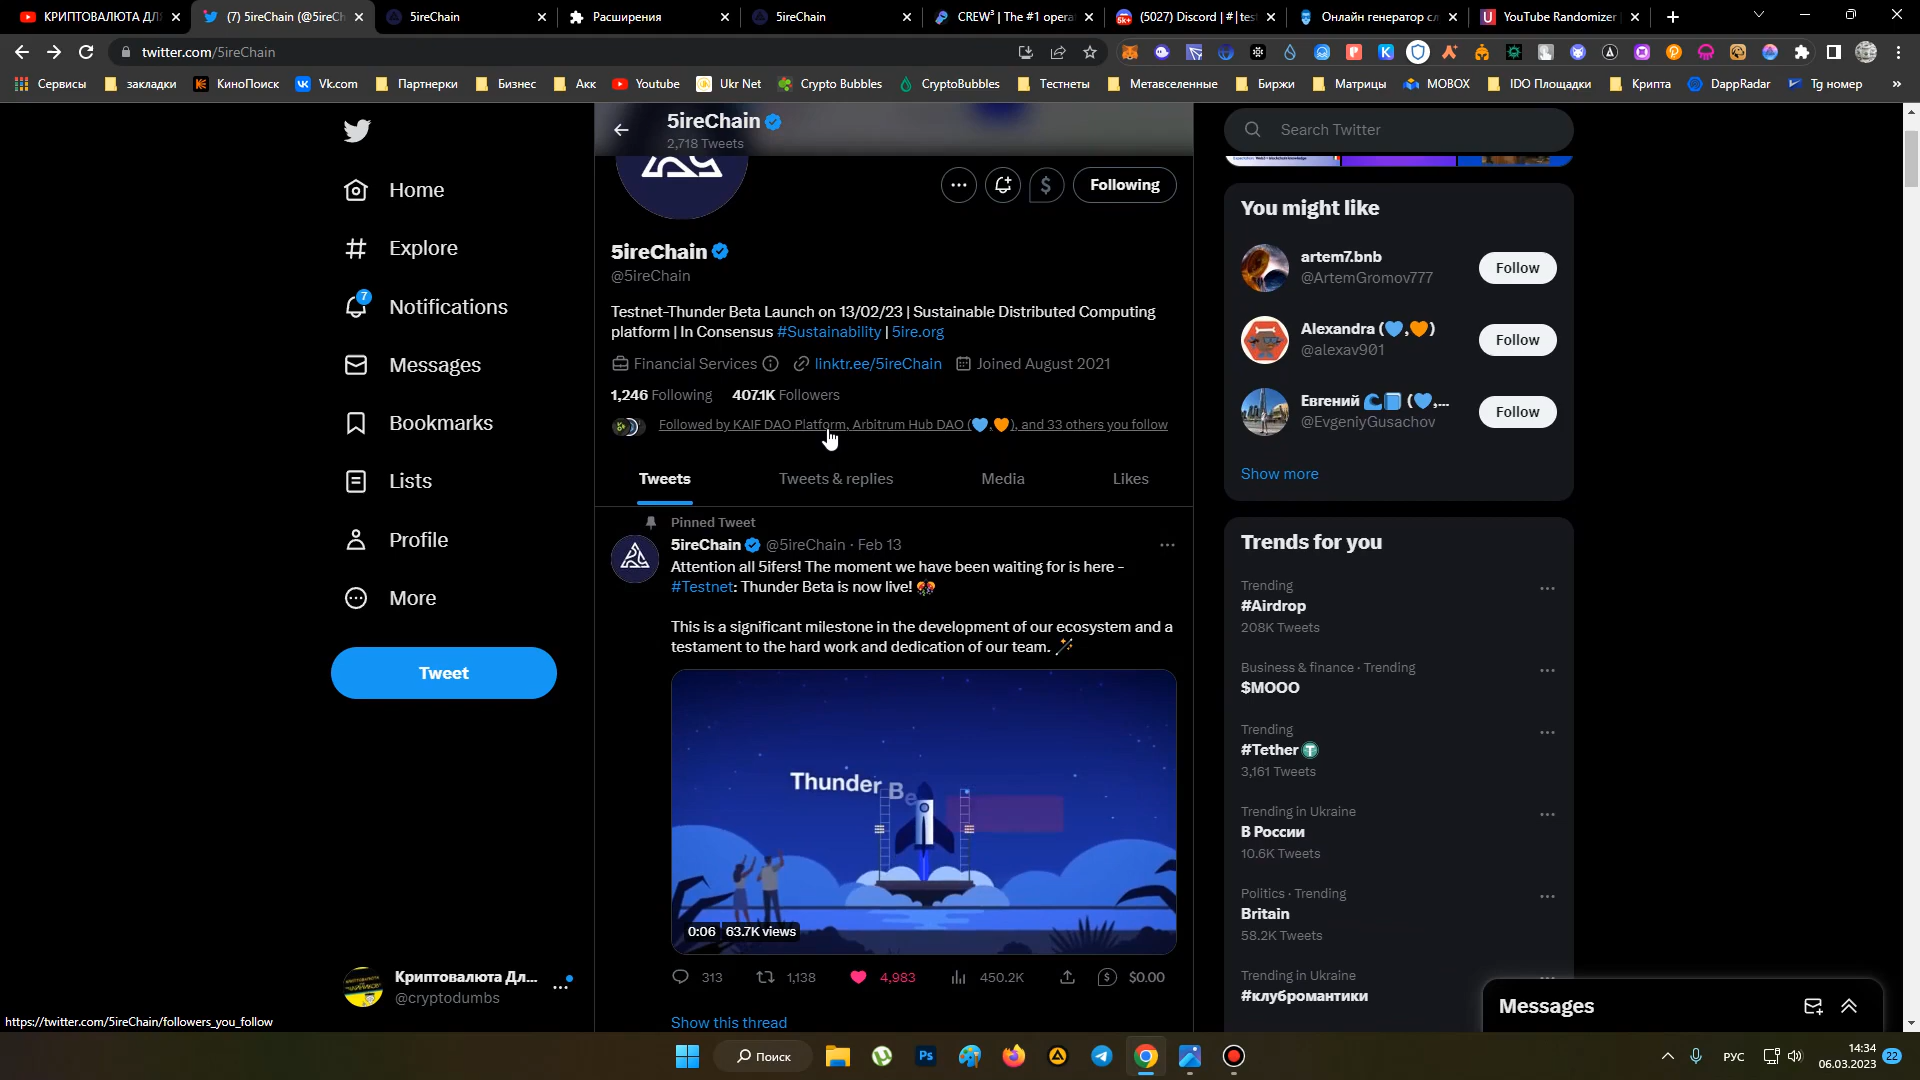 КРИПТОВАЛЮТА ДЛ
(7) 5ireChain (@5ireCh
5ireChain
Расширения
5ireChain
CREW³ | The #1 opera
(5027) Discord | # | tes
Онлайн генератор сл
YouTube Randomizer
twitter.com/5ireChain
Сервисы
закладки
КиноПоиск
Vk.com
Партнерки
Бизнес
Акк
Youtube
Ukr Net
Crypto Bubbles
CryptoBubbles
Тестнеты
Метавселенные
Биржи
Матрицы
MOBOX
IDO Площадки
Крипта
DappRadar
Tg номер
»
Home
Explore
7
Notifications
Messages
Bookmarks
Lists
Profile
More
Tweet
Криптовалюта Дл...
@cryptodumbs
https://twitter.com/5ireChain/followers_you_follow
5ireChain
2,718 Tweets
Following
5ireChain
@5ireChain
Testnet-Thunder Beta Launch on 13/02/23 | Sustainable Distributed Computing
platform | In Consensus #Sustainability | 5ire.org
Financial Services linktr.ee/5ireChain Joined August 2021
1,246 Following 407.1K Followers
Followed by KAIF DAO Platform, Arbitrum Hub DAO (💙,🧡), and 33 others you follow
Tweets
Tweets & replies
Media
Likes
Pinned Tweet
5ireChain @5ireChain · Feb 13
Attention all 5ifers! The moment we have been waiting for is here -
#Testnet: Thunder Beta is now live! 🎊
This is a significant milestone in the development of our ecosystem and a
testament to the hard work and dedication of our team. 🪄
Thunder Be
0:06 63.7K views
313 1,138 4,983 450.2K $0.00
Show this thread
Search Twitter
You might like
artem7.bnb
@ArtemGromov777
Follow
Alexandra (💙,🧡)
@alexav901
Follow
Евгений 🌊📘 (💙,...
@EvgeniyGusachov
Follow
Show more
Trends for you
Trending
#Airdrop
208K Tweets
Business & finance · Trending
$MOOO
Trending
#Tether
3,161 Tweets
Trending in Ukraine
В России
10.6K Tweets
Politics · Trending
Britain
58.2K Tweets
Trending in Ukraine
#клубромантики
Messages
Поиск
РУС
14:34
06.03.2023
22